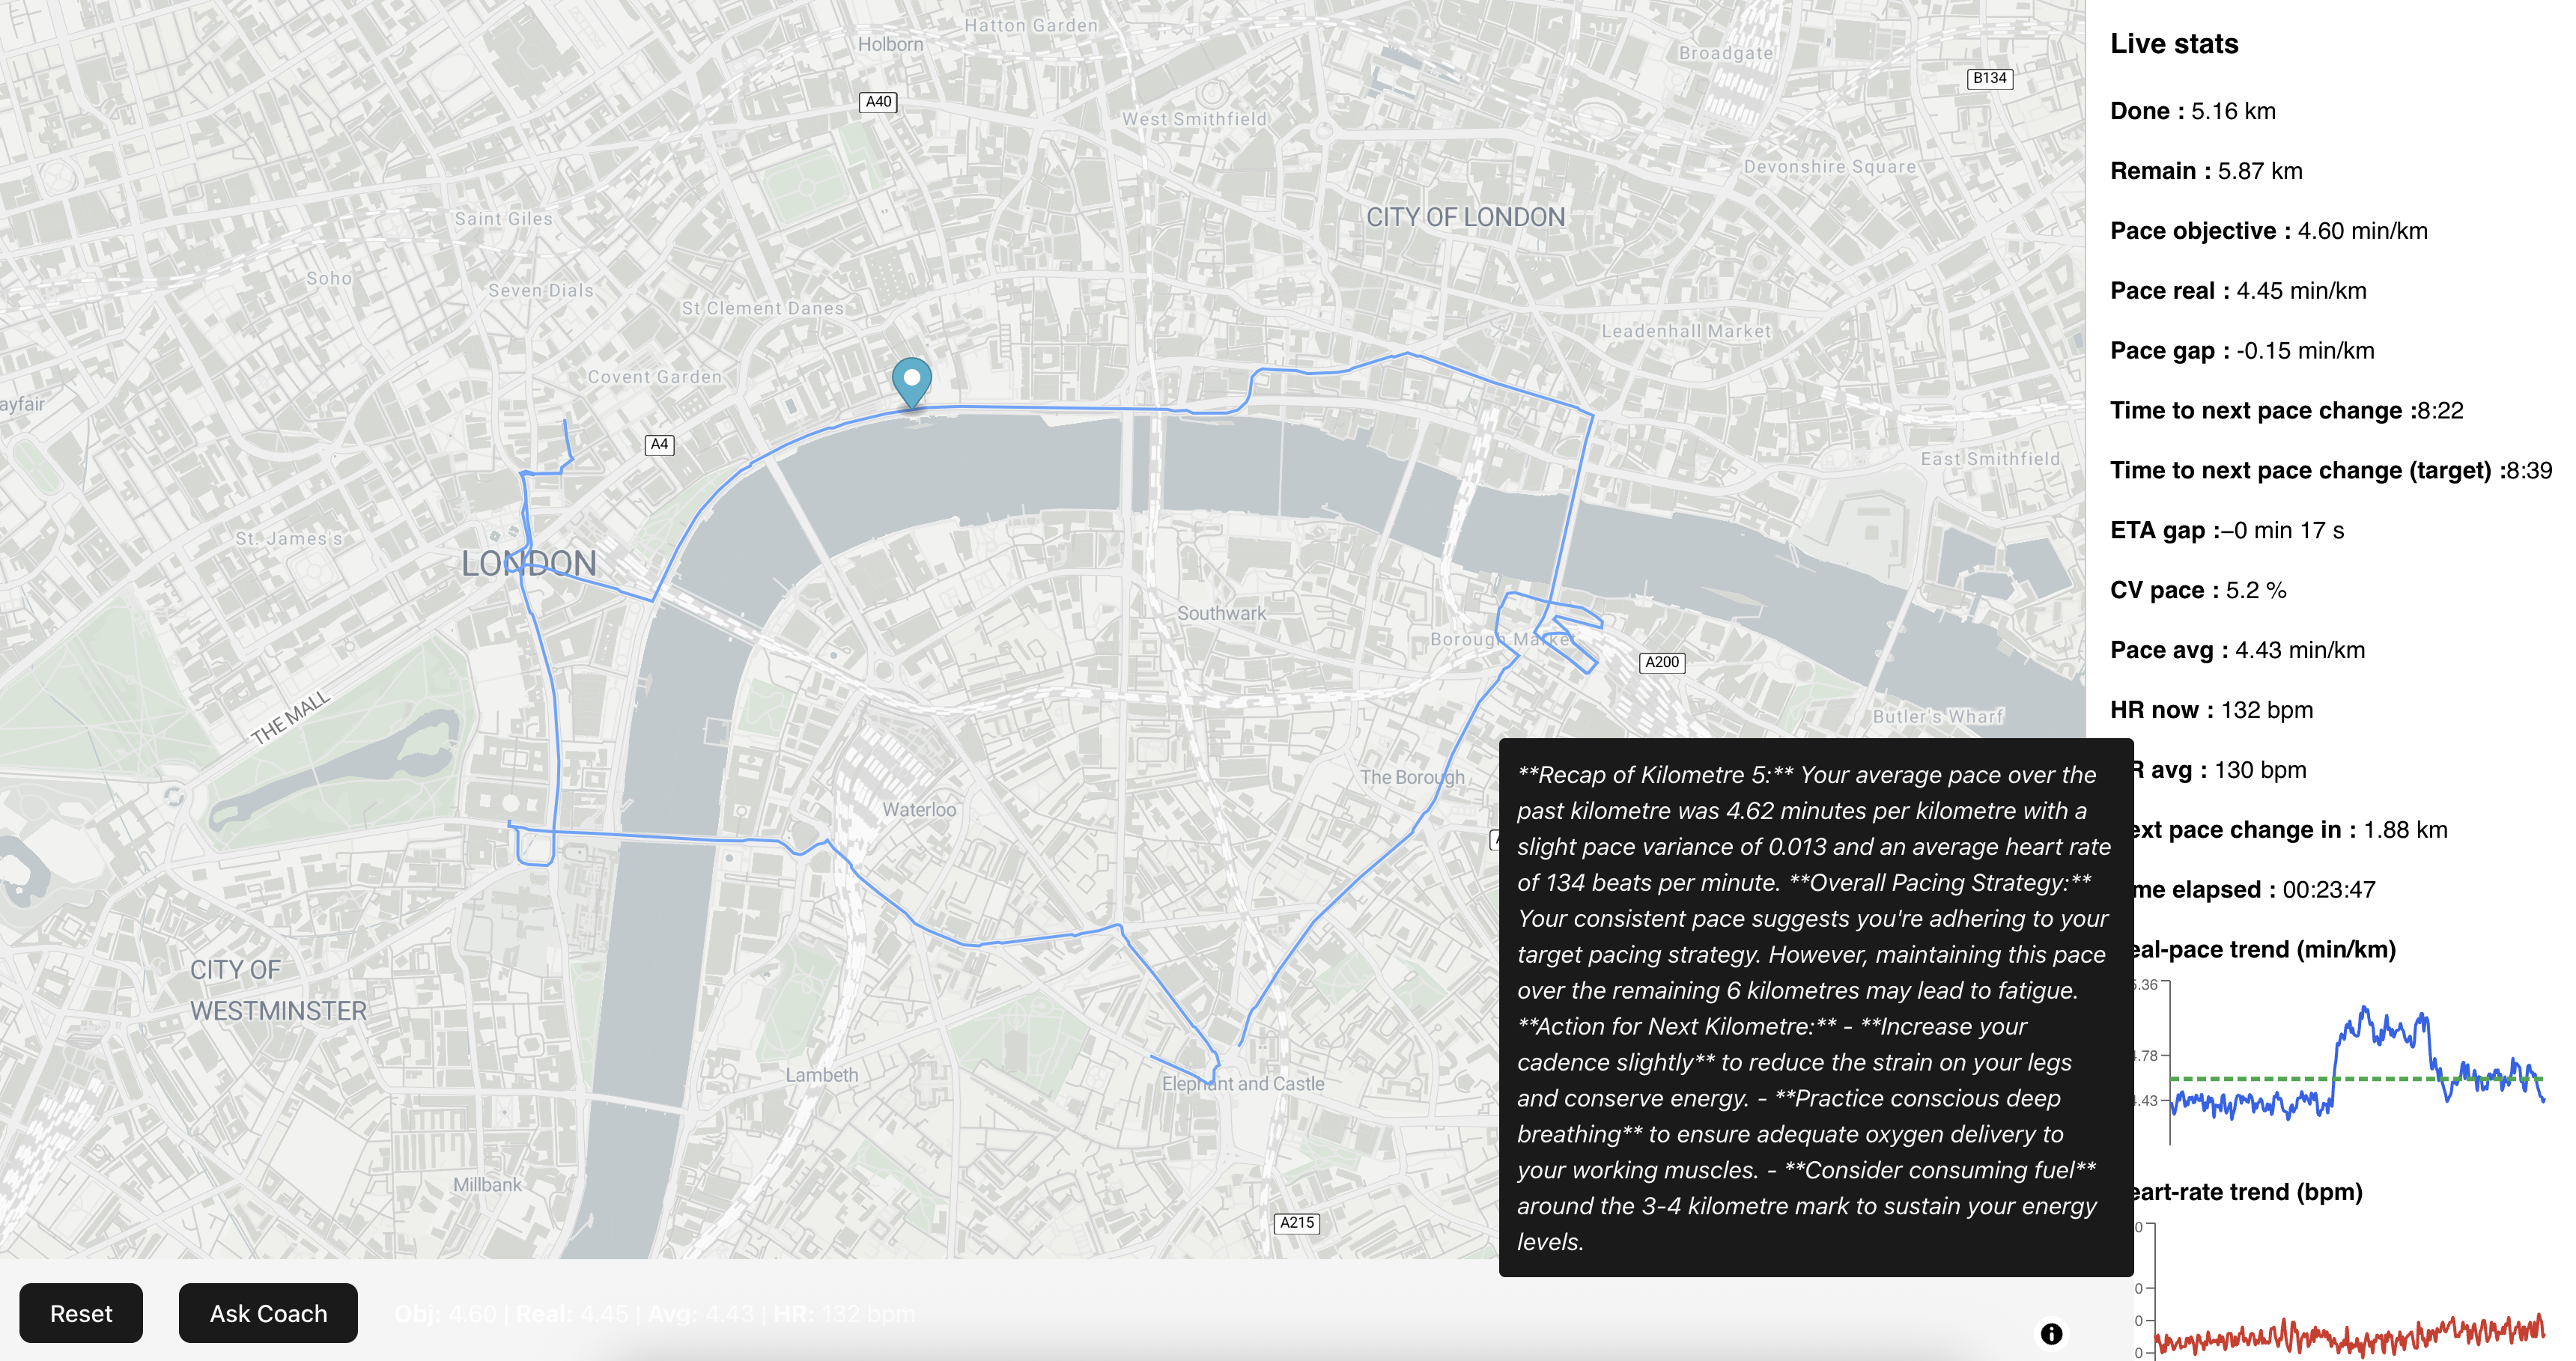 Hatton Garden
Holborn
Broadgate
B134
A40
West Smithfield
Devonshire Square
Saint Giles
CITY OF LONDON
Soho
Seven Dials
St Clement Danes
Leadenhall Market
Covent Garden
ayfair
A4
East Smithfield
St. James's
LONDON
Southwark
Borough Market
A200
THE MALL
Butler's Wharf
The Borough
Waterloo
CITY OF
WESTMINSTER
Lambeth
Elephant and Castle
Millbank
A215
Live stats
Done : 5.16 km
Remain : 5.87 km
Pace objective : 4.60 min/km
Pace real : 4.45 min/km
Pace gap : -0.15 min/km
Time to next pace change :8:22
Time to next pace change (target) :8:39
ETA gap :–0 min 17 s
CV pace : 5.2 %
Pace avg : 4.43 min/km
HR now : 132 bpm
R avg : 130 bpm
ext pace change in : 1.88 km
me elapsed : 00:23:47
eal-pace trend (min/km)
5.36
4.78
4.43
eart-rate trend (bpm)
0
0
0
0
**Recap of Kilometre 5:** Your average pace over the
past kilometre was 4.62 minutes per kilometre with a
slight pace variance of 0.013 and an average heart rate
of 134 beats per minute. **Overall Pacing Strategy:**
Your consistent pace suggests you're adhering to your
target pacing strategy. However, maintaining this pace
over the remaining 6 kilometres may lead to fatigue.
**Action for Next Kilometre:** - **Increase your
cadence slightly** to reduce the strain on your legs
and conserve energy. - **Practice conscious deep
breathing** to ensure adequate oxygen delivery to
your working muscles. - **Consider consuming fuel**
around the 3-4 kilometre mark to sustain your energy
levels.
Reset
Ask Coach
Obj: 4.60 | Real: 4.45 | Avg: 4.43 | HR: 132 bpm